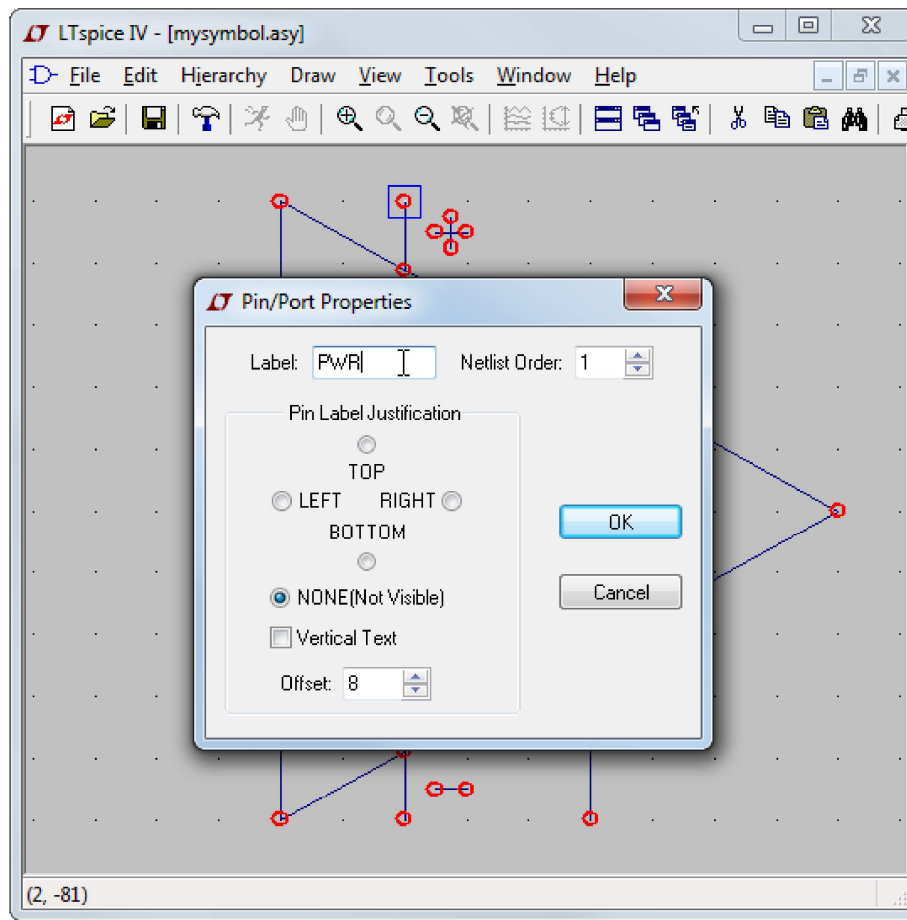 LTspice IV - [mysymbol.asy]
File Edit Hierarchy Draw View Tools Window Help
Pin/Port Properties
Label: PWR Netlist Order: 1
Pin Label Justification
TOP
LEFT RIGHT
BOTTOM
OK
NONE(Not Visible)
Cancel
Vertical Text
Offset: 8
(2, -81)